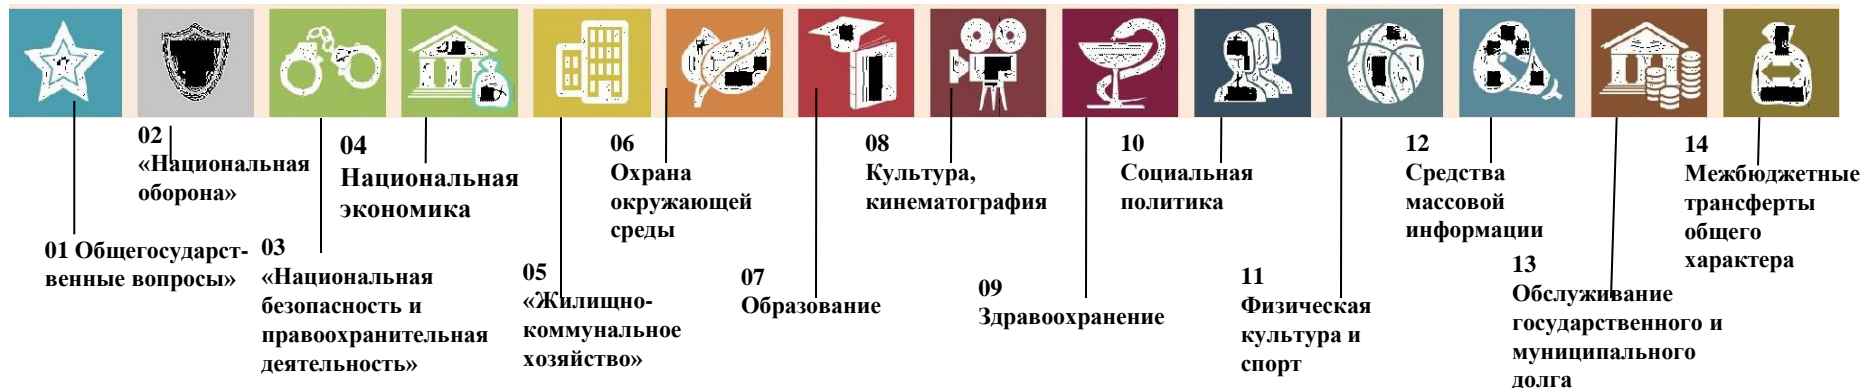 01 Общегосударст-
венные вопросы»
02
«Национальная
оборона»
03
«Национальная
безопасность и
правоохранительная
деятельность»
04
Национальная
экономика
05
«Жилищно-
коммунальное
хозяйство»
06
Охрана
окружающей
среды
07
Образование
08
Культура,
кинематография
09
Здравоохранение
10
Социальная
политика
11
Физическая
культура и
спорт
12
Средства
массовой
информации
13
Обслуживание
государственного и
муниципального
долга
14
Межбюджетные
трансферты
общего
характера